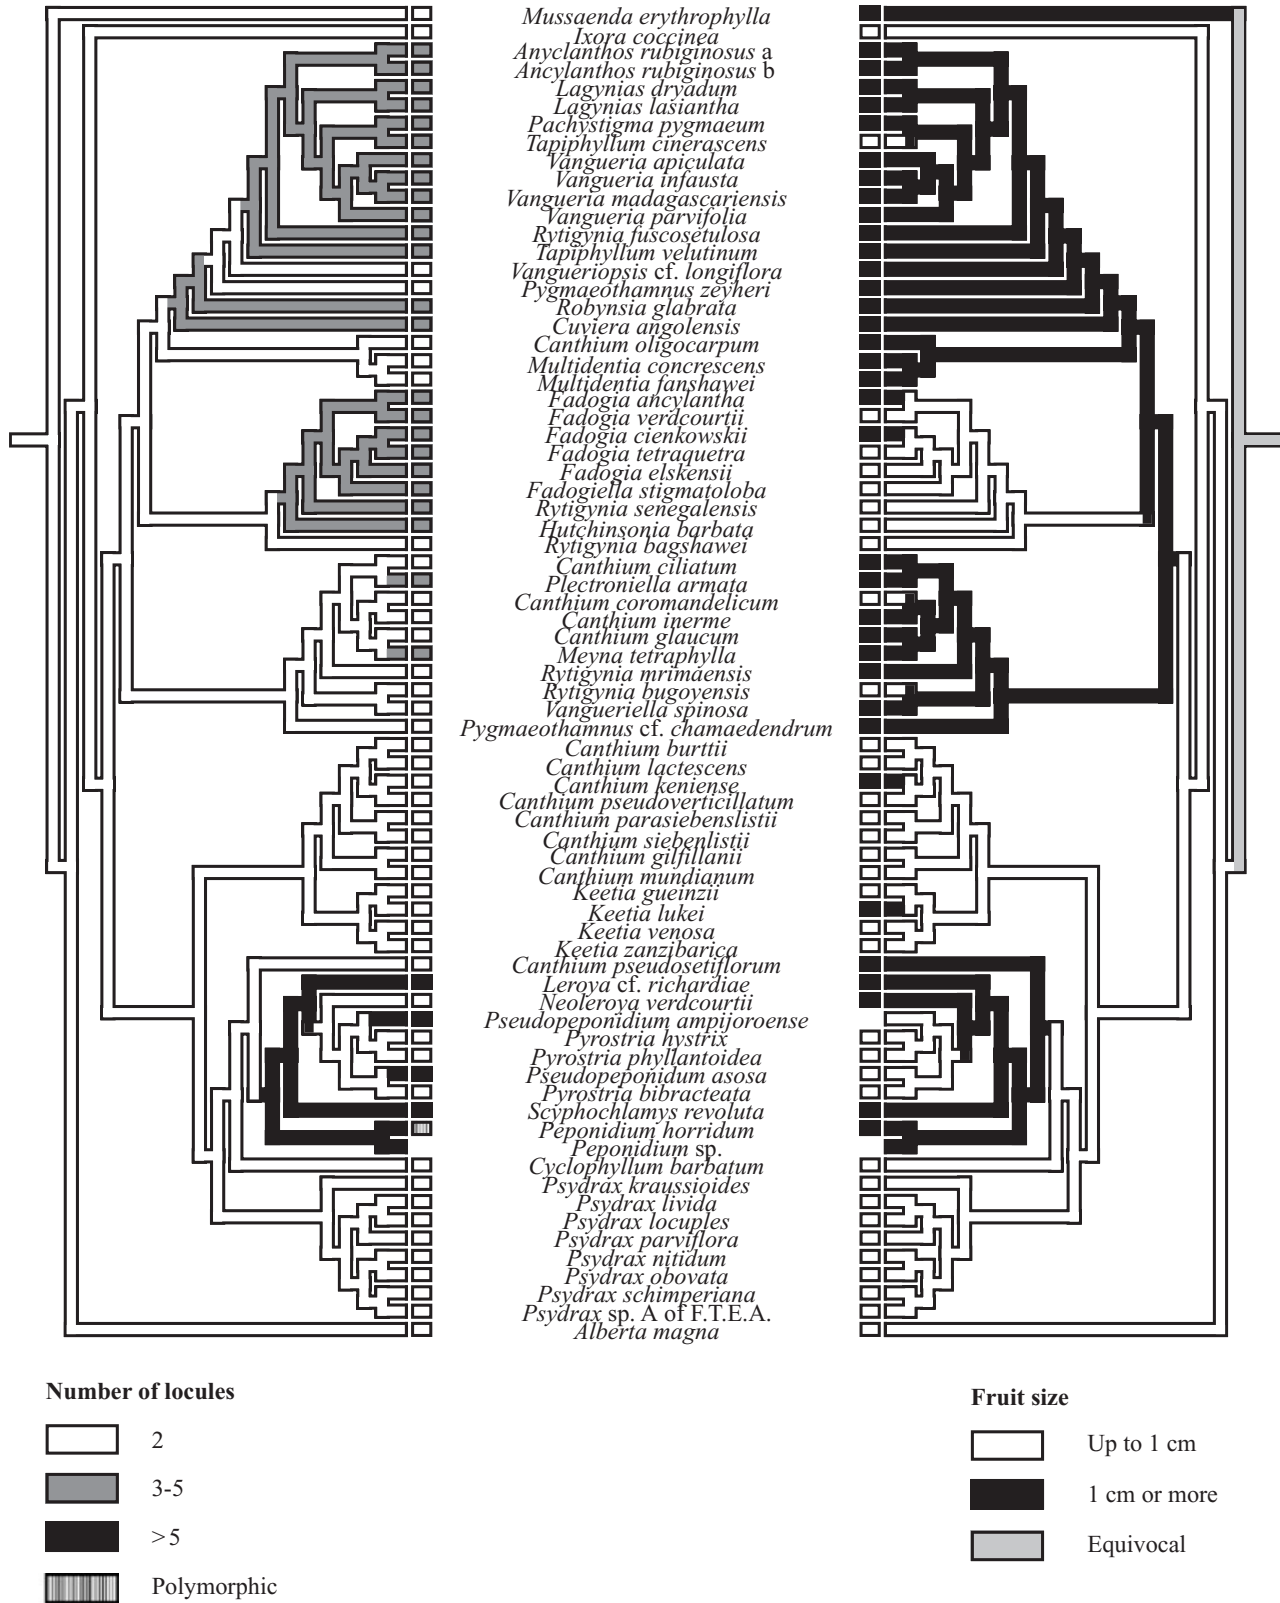 Mussaenda erythrophylla
Ixora coccinea
Anyclanthos rubiginosus a
Ancylanthos rubiginosus b
Lagynias dryadum
Lagynias lasiantha
Pachystigma pygmaeum
Tapiphyllum cinerascens
Vangueria apiculata
Vangueria infausta
Vangueria madagascariensis
Vangueria parvifolia
Rytigynia fuscosetulosa
Tapiphyllum velutinum
Vangueriopsis cf. longiflora
Pygmaeothamnus zeyheri
Robynsia glabrata
Cuviera angolensis
Canthium oligocarpum
Multidentia concrescens
Multidentia fanshawei
Fadogia ancylantha
Fadogia verdcourtii
Fadogia cienkowskii
Fadogia tetraquetra
Fadogia elskensii
Fadogiella stigmatoloba
Rytigynia senegalensis
Hutchinsonia barbata
Rytigynia bagshawei
Canthium ciliatum
Plectroniella armata
Canthium coromandelicum
Canthium inerme
Canthium glaucum
Meyna tetraphylla
Rytigynia mrimaensis
Rytigynia bugoyensis
Vangueriella spinosa
Pygmaeothamnus cf. chamaedendrum
Canthium burttii
Canthium lactescens
Canthium keniense
Canthium pseudoverticillatum
Canthium parasiebenslistii
Canthium siebenlistii
Canthium gilfillanii
Canthium mundianum
Keetia gueinzii
Keetia lukei
Keetia venosa
Keetia zanzibarica
Canthium pseudosetiflorum
Leroya cf. richardiae
Neoleroya verdcourtii
Pseudopeponidium ampijoroense
Pyrostria hystrix
Pyrostria phyllantoidea
Pseudopeponidum asosa
Pyrostria bibracteata
Scyphochlamys revoluta
Peponidium horridum
Peponidium sp.
Cyclophyllum barbatum
Psydrax kraussioides
Psydrax livida
Psydrax locuples
Psydrax parviflora
Psydrax nitidum
Psydrax obovata
Psydrax schimperiana
Psydrax sp. A of F.T.E.A.
Alberta magna
Number of locules
2
3-5
>5
Polymorphic
Fruit size
Up to 1 cm
1 cm or more
Equivocal